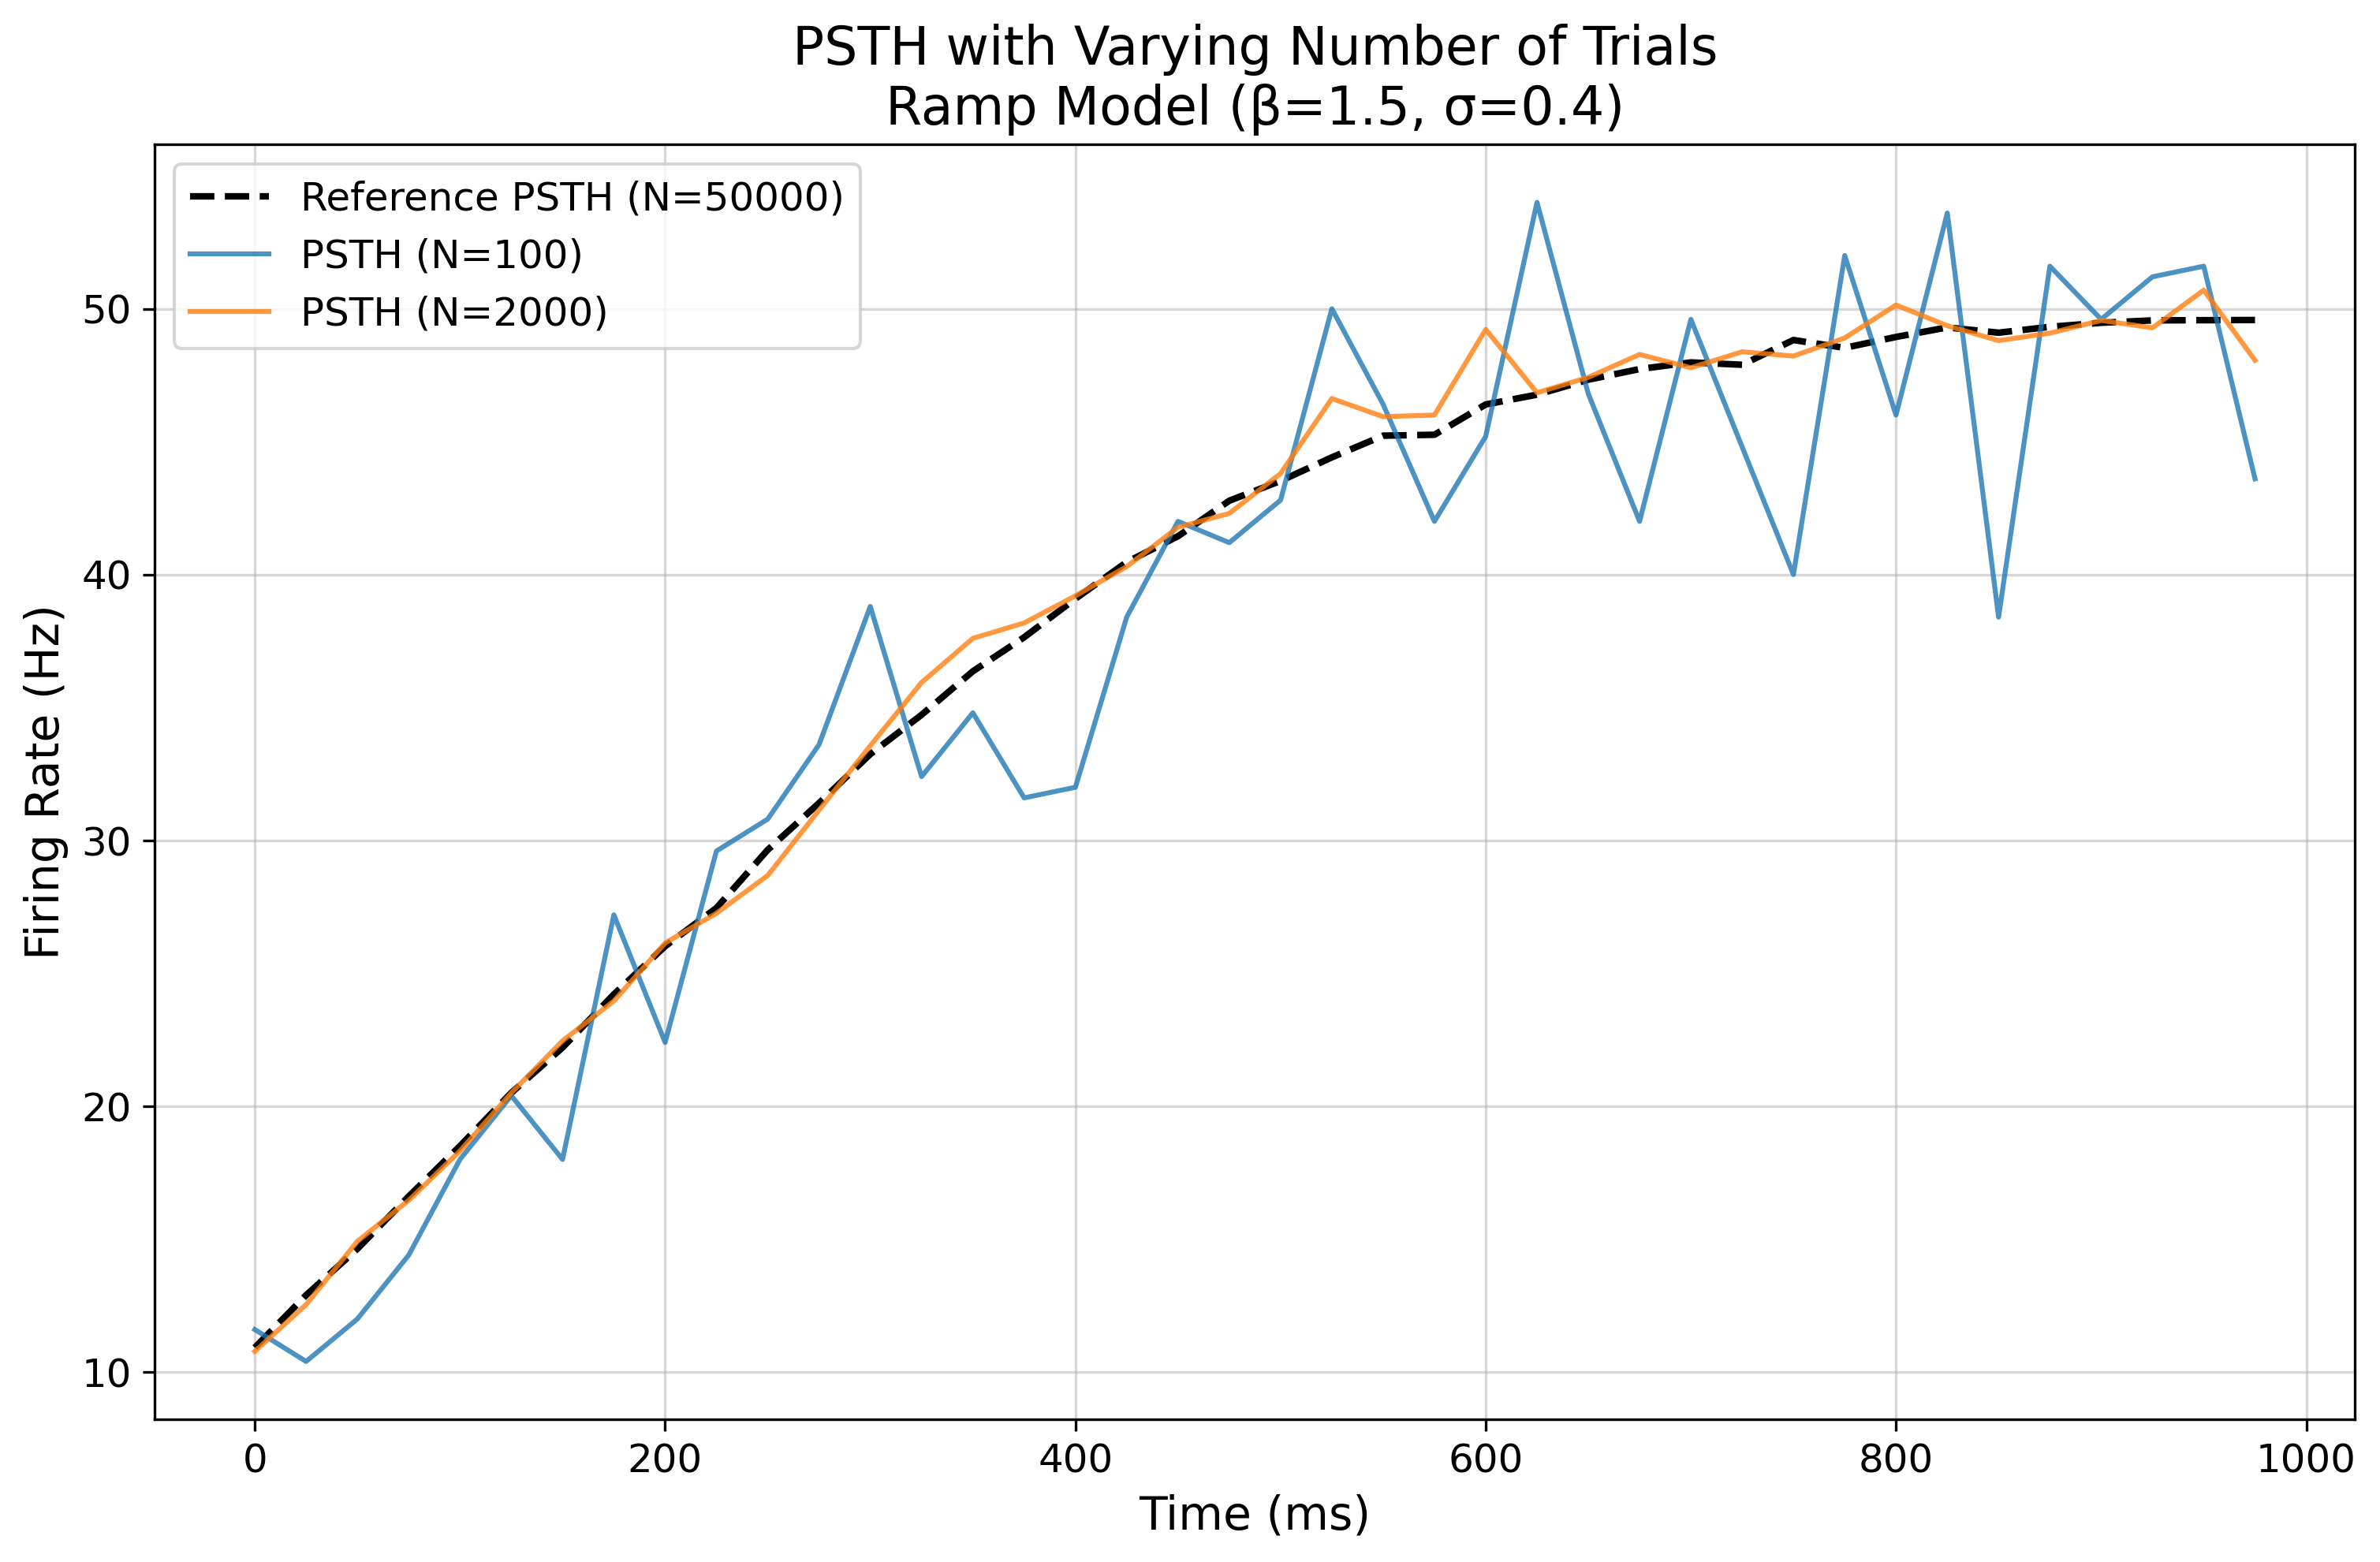 PSTH with Varying Number of Trials
Ramp Model (β=1.5, σ=0.4)
Reference PSTH (N=50000)
PSTH (N=100)
PSTH (N=2000)
Firing Rate (Hz)
50
40
30
20
10
0 200 400 600 800 1000
Time (ms)